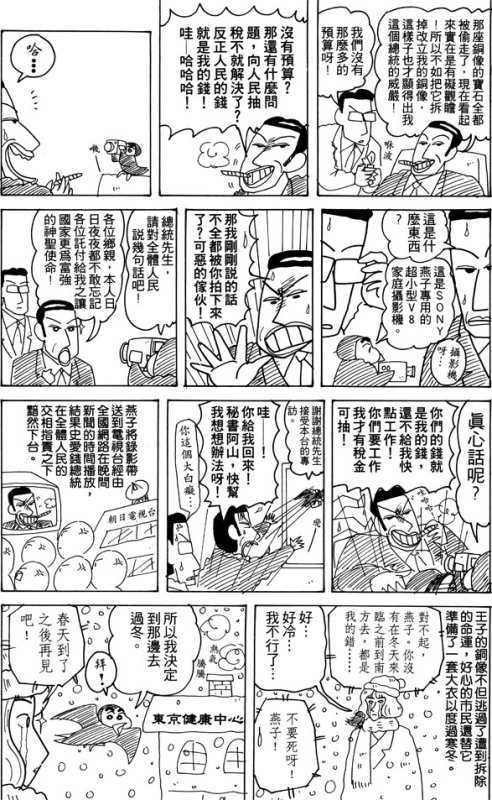 那座銅像的寶石全都
被偷走了，現在看起
來實在是有礙觀瞻
！所以不如把它拆
掉改立我的銅像，
這樣子也才顯得出我
這個總統的威嚴！
咻波
我們沒有
那麼多的
預算呀！
沒有預算？
那還有什麼問
題，向人民抽
稅不就解決了？
反正人民的錢
就是我的錢！
哇—哈哈哈！
哈…
這是什
麼東西
？
這是SONY
燕子專用的
超小型V8
家庭攝影機。
攝影機
呀…
那我剛剛說的話
不全都被你拍下來
了？可惡的傢伙！
總統先生，
請對全體人民
說幾句話吧！
各位鄉親，本人日
日夜夜都不敢忘記
各位託付給我之讓
國家更為富強
的神聖使命！
真心話呢？
你們的錢就
是我的錢，
還不給我快
點工作！
你們要工作
我才有稅金
可抽！
謝謝總統先生
接受本台的專
訪。
哇—！
你給我回來！
秘書阿山，快幫
我想想辦法呀！
你這個大白癡…
燕子將錄影帶
送到電視台經由
全國網路在晚間
新聞的時間播放，
結果史愛錢總統
在全體人民的
交相指責之下
黯然下台。
朝日電視台
王子的銅像不但逃過了遭到拆除
的命運，好心的市民還替它
準備了一套大衣以度過寒冬。
對不起，
燕子。你沒
有在冬天來
臨之前到南
方去，都是
我的錯……
好…
好冷…
我不行了…
不要死呀！
燕子！
所以我決定
到那邊去
過冬。
熱氣
騰騰
東京健康中心
拜！
春天到了
之後再見
吧！